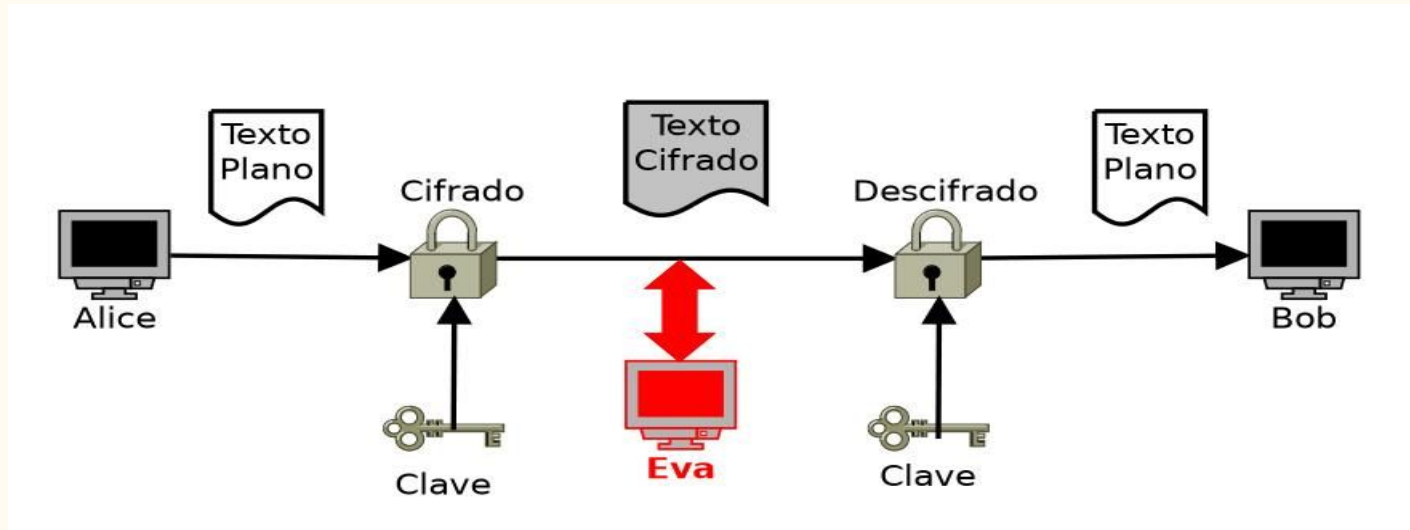 Texto
Plano
Cifrado
Texto
Cifrado
Descifrado
Texto
Plano
Alice
Bob
Clave
Eva
Clave